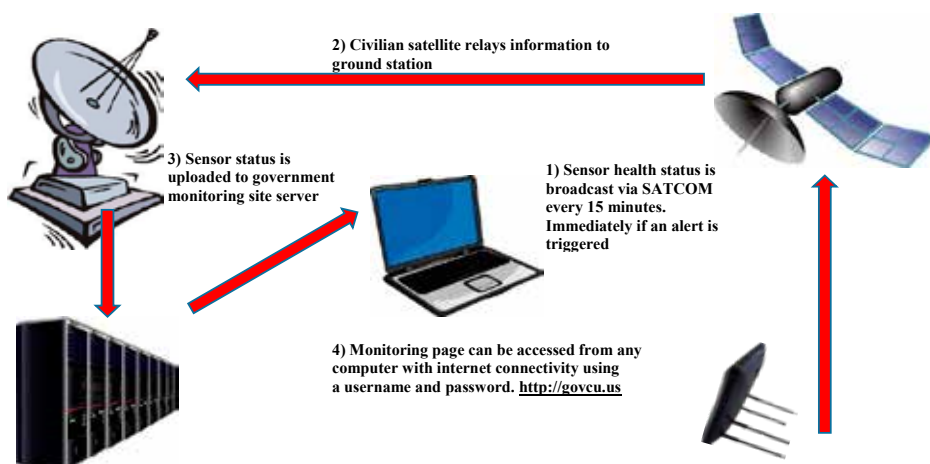 2) Civilian satellite relays information to
ground station
3) Sensor status is
uploaded to government
monitoring site server
1) Sensor health status is
broadcast via SATCOM
every 15 minutes.
Immediately if an alert is
triggered
4) Monitoring page can be accessed from any
computer with internet connectivity using
a username and password. http://govcu.us